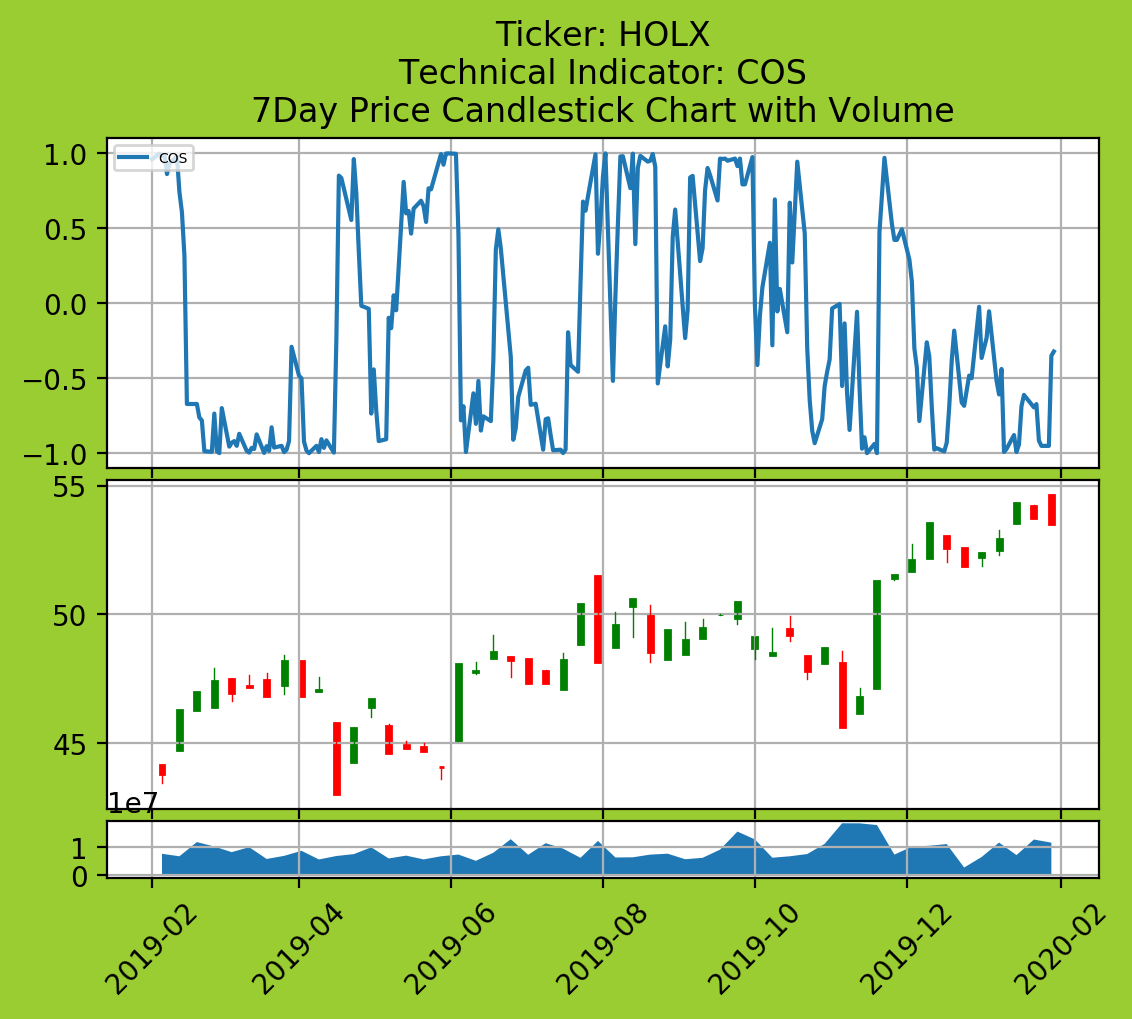 Ticker: HOLX
Technical Indicator: COS
7Day Price Candlestick Chart with Volume
COS
1.0
0.5
0.0
−0.5
−1.0
55
50
45
1e7
1
0
2019-02 2019-04 2019-06 2019-08 2019-10 2019-12 2020-02